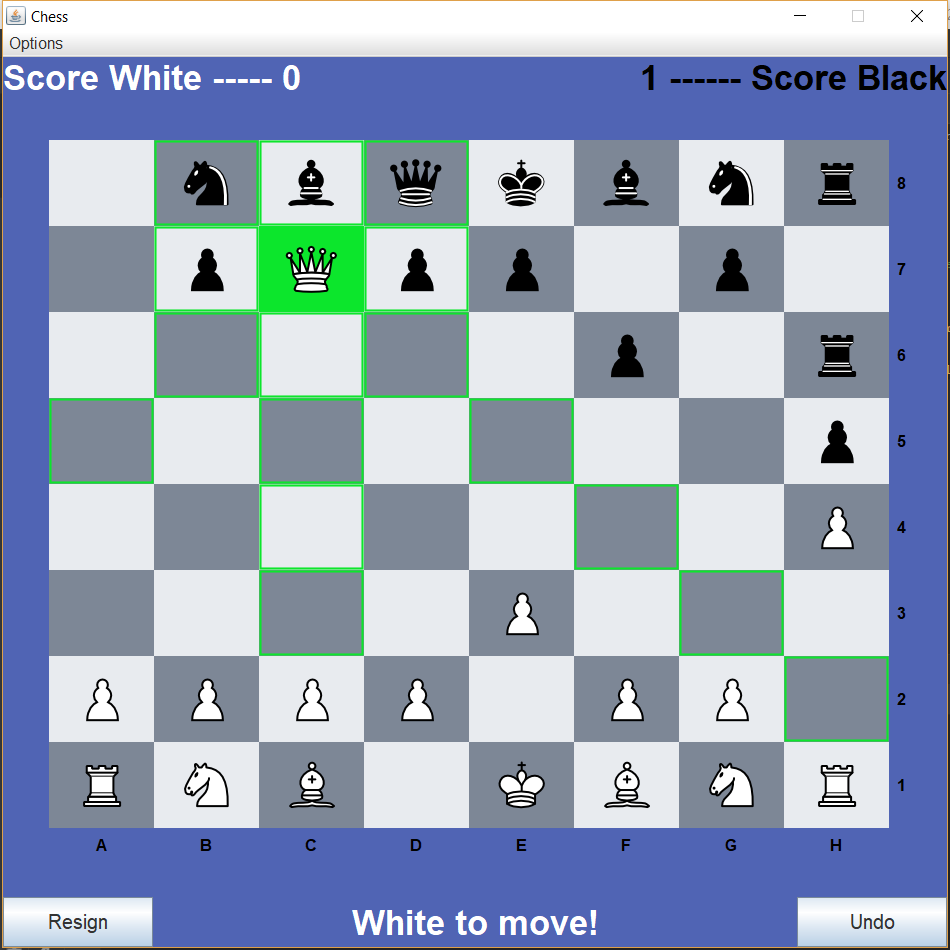 Chess
Options
Score White ----- 0
1 ------ Score Black
8
7
6
5
4
3
2
1
A B C D E F G H
Resign
White to move!
Undo